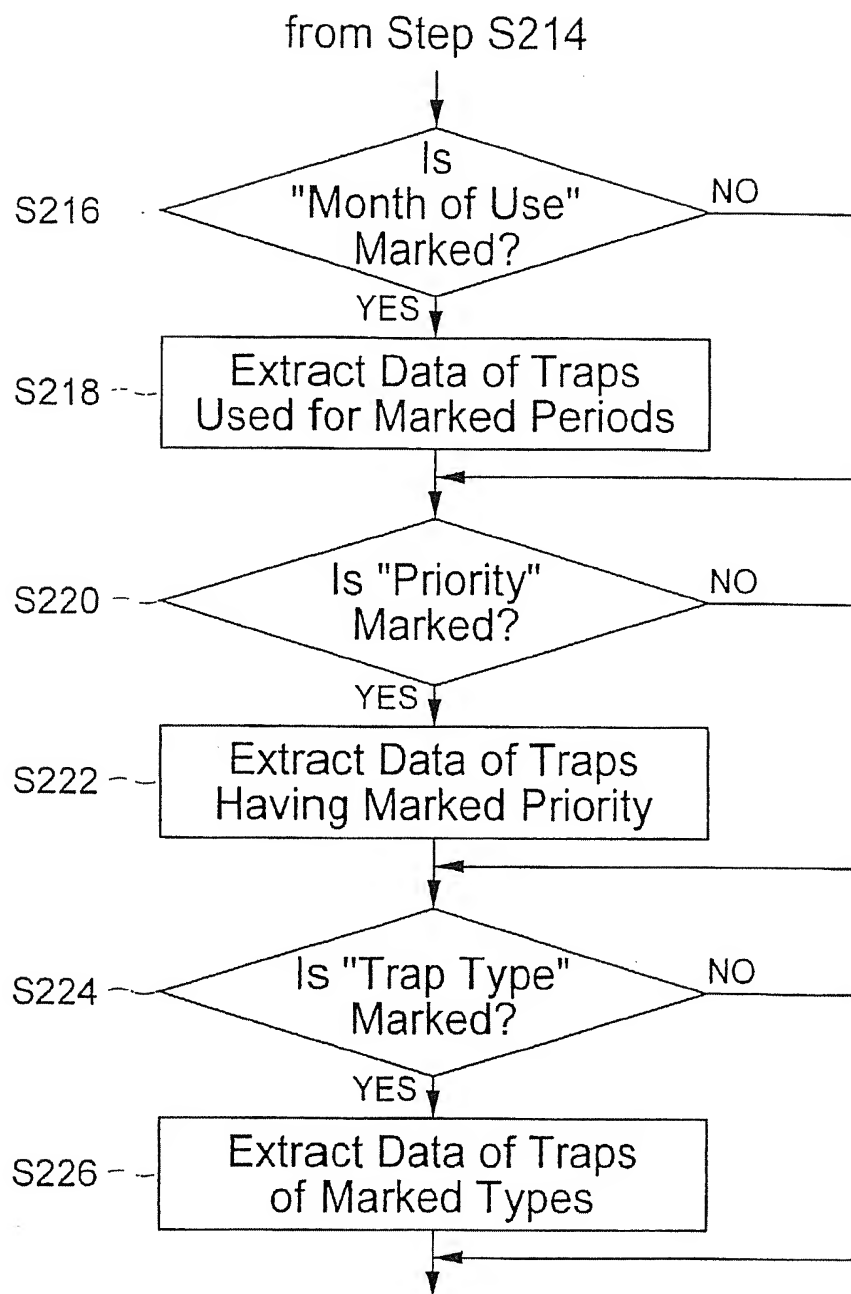 from Step S214
Is
"Month of Use"
Marked?
S216
NO
YES
Extract Data of Traps
Used for Marked Periods
S218
Is "Priority"
Marked?
S220
NO
YES
Extract Data of Traps
Having Marked Priority
S222
Is "Trap Type"
Marked?
S224
NO
YES
Extract Data of Traps
of Marked Types
S226